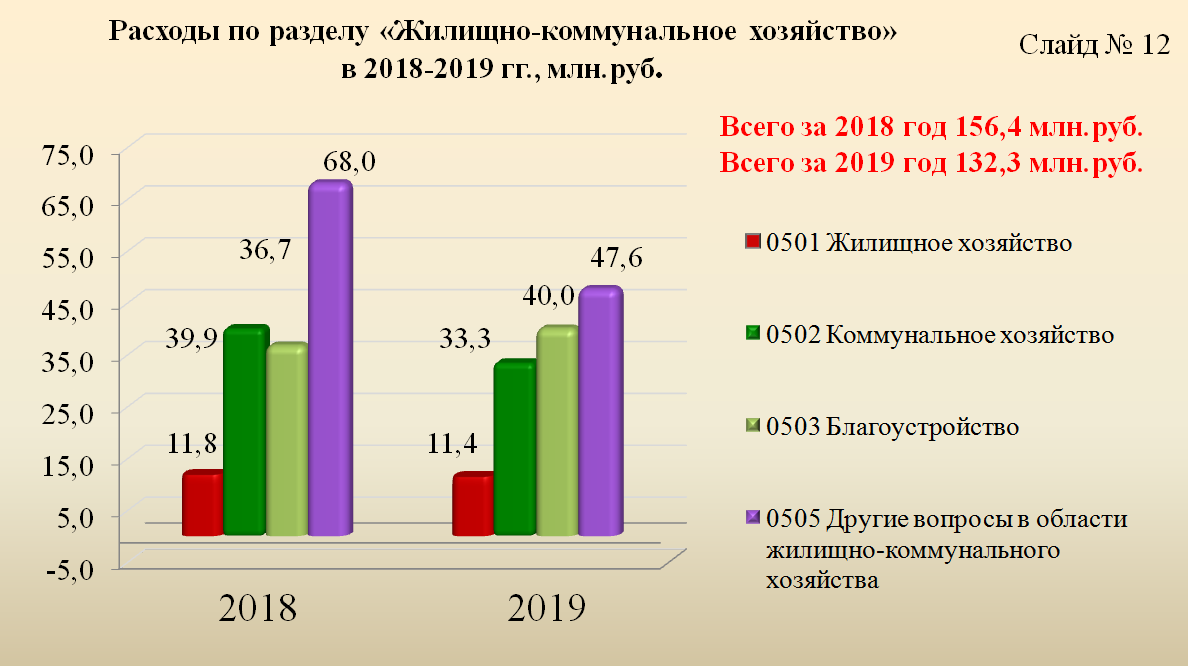 Расходы по разделу «Жилищно-коммунальное хозяйство»
в 2018-2019 гг., млн.руб.
Слайд № 12
Всего за 2018 год 156,4 млн.руб.
Всего за 2019 год 132,3 млн.руб.
75,0
65,0
55,0
45,0
35,0
25,0
15,0
5,0
-5,0
11,8
39,9
36,7
68,0
11,4
33,3
40,0
47,6
2018
2019
0501 Жилищное хозяйство
0502 Коммунальное хозяйство
0503 Благоустройство
0505 Другие вопросы в области
жилищно-коммунального
хозяйства